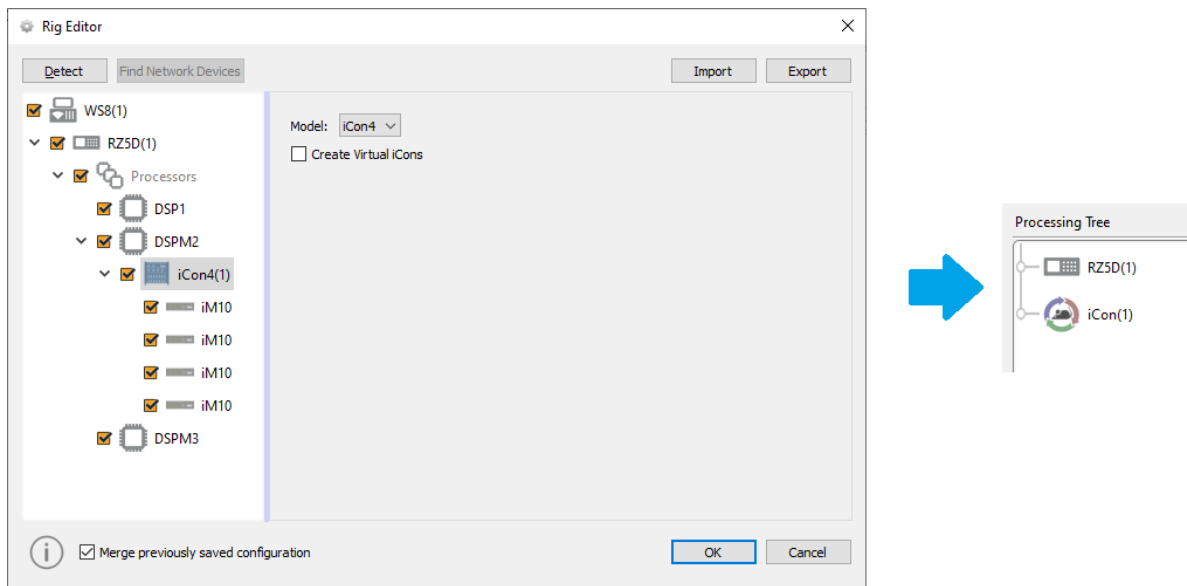 Rig Editor
Detect
Find Network Devices
Import
Export
WS8(1)
RZ5D(1)
Processors
DSP1
DSPM2
iCon4(1)
iM10
iM10
iM10
iM10
DSPM3
Model: iCon4
Create Virtual iCons
Merge previously saved configuration
OK
Cancel
Processing Tree
RZ5D(1)
iCon(1)